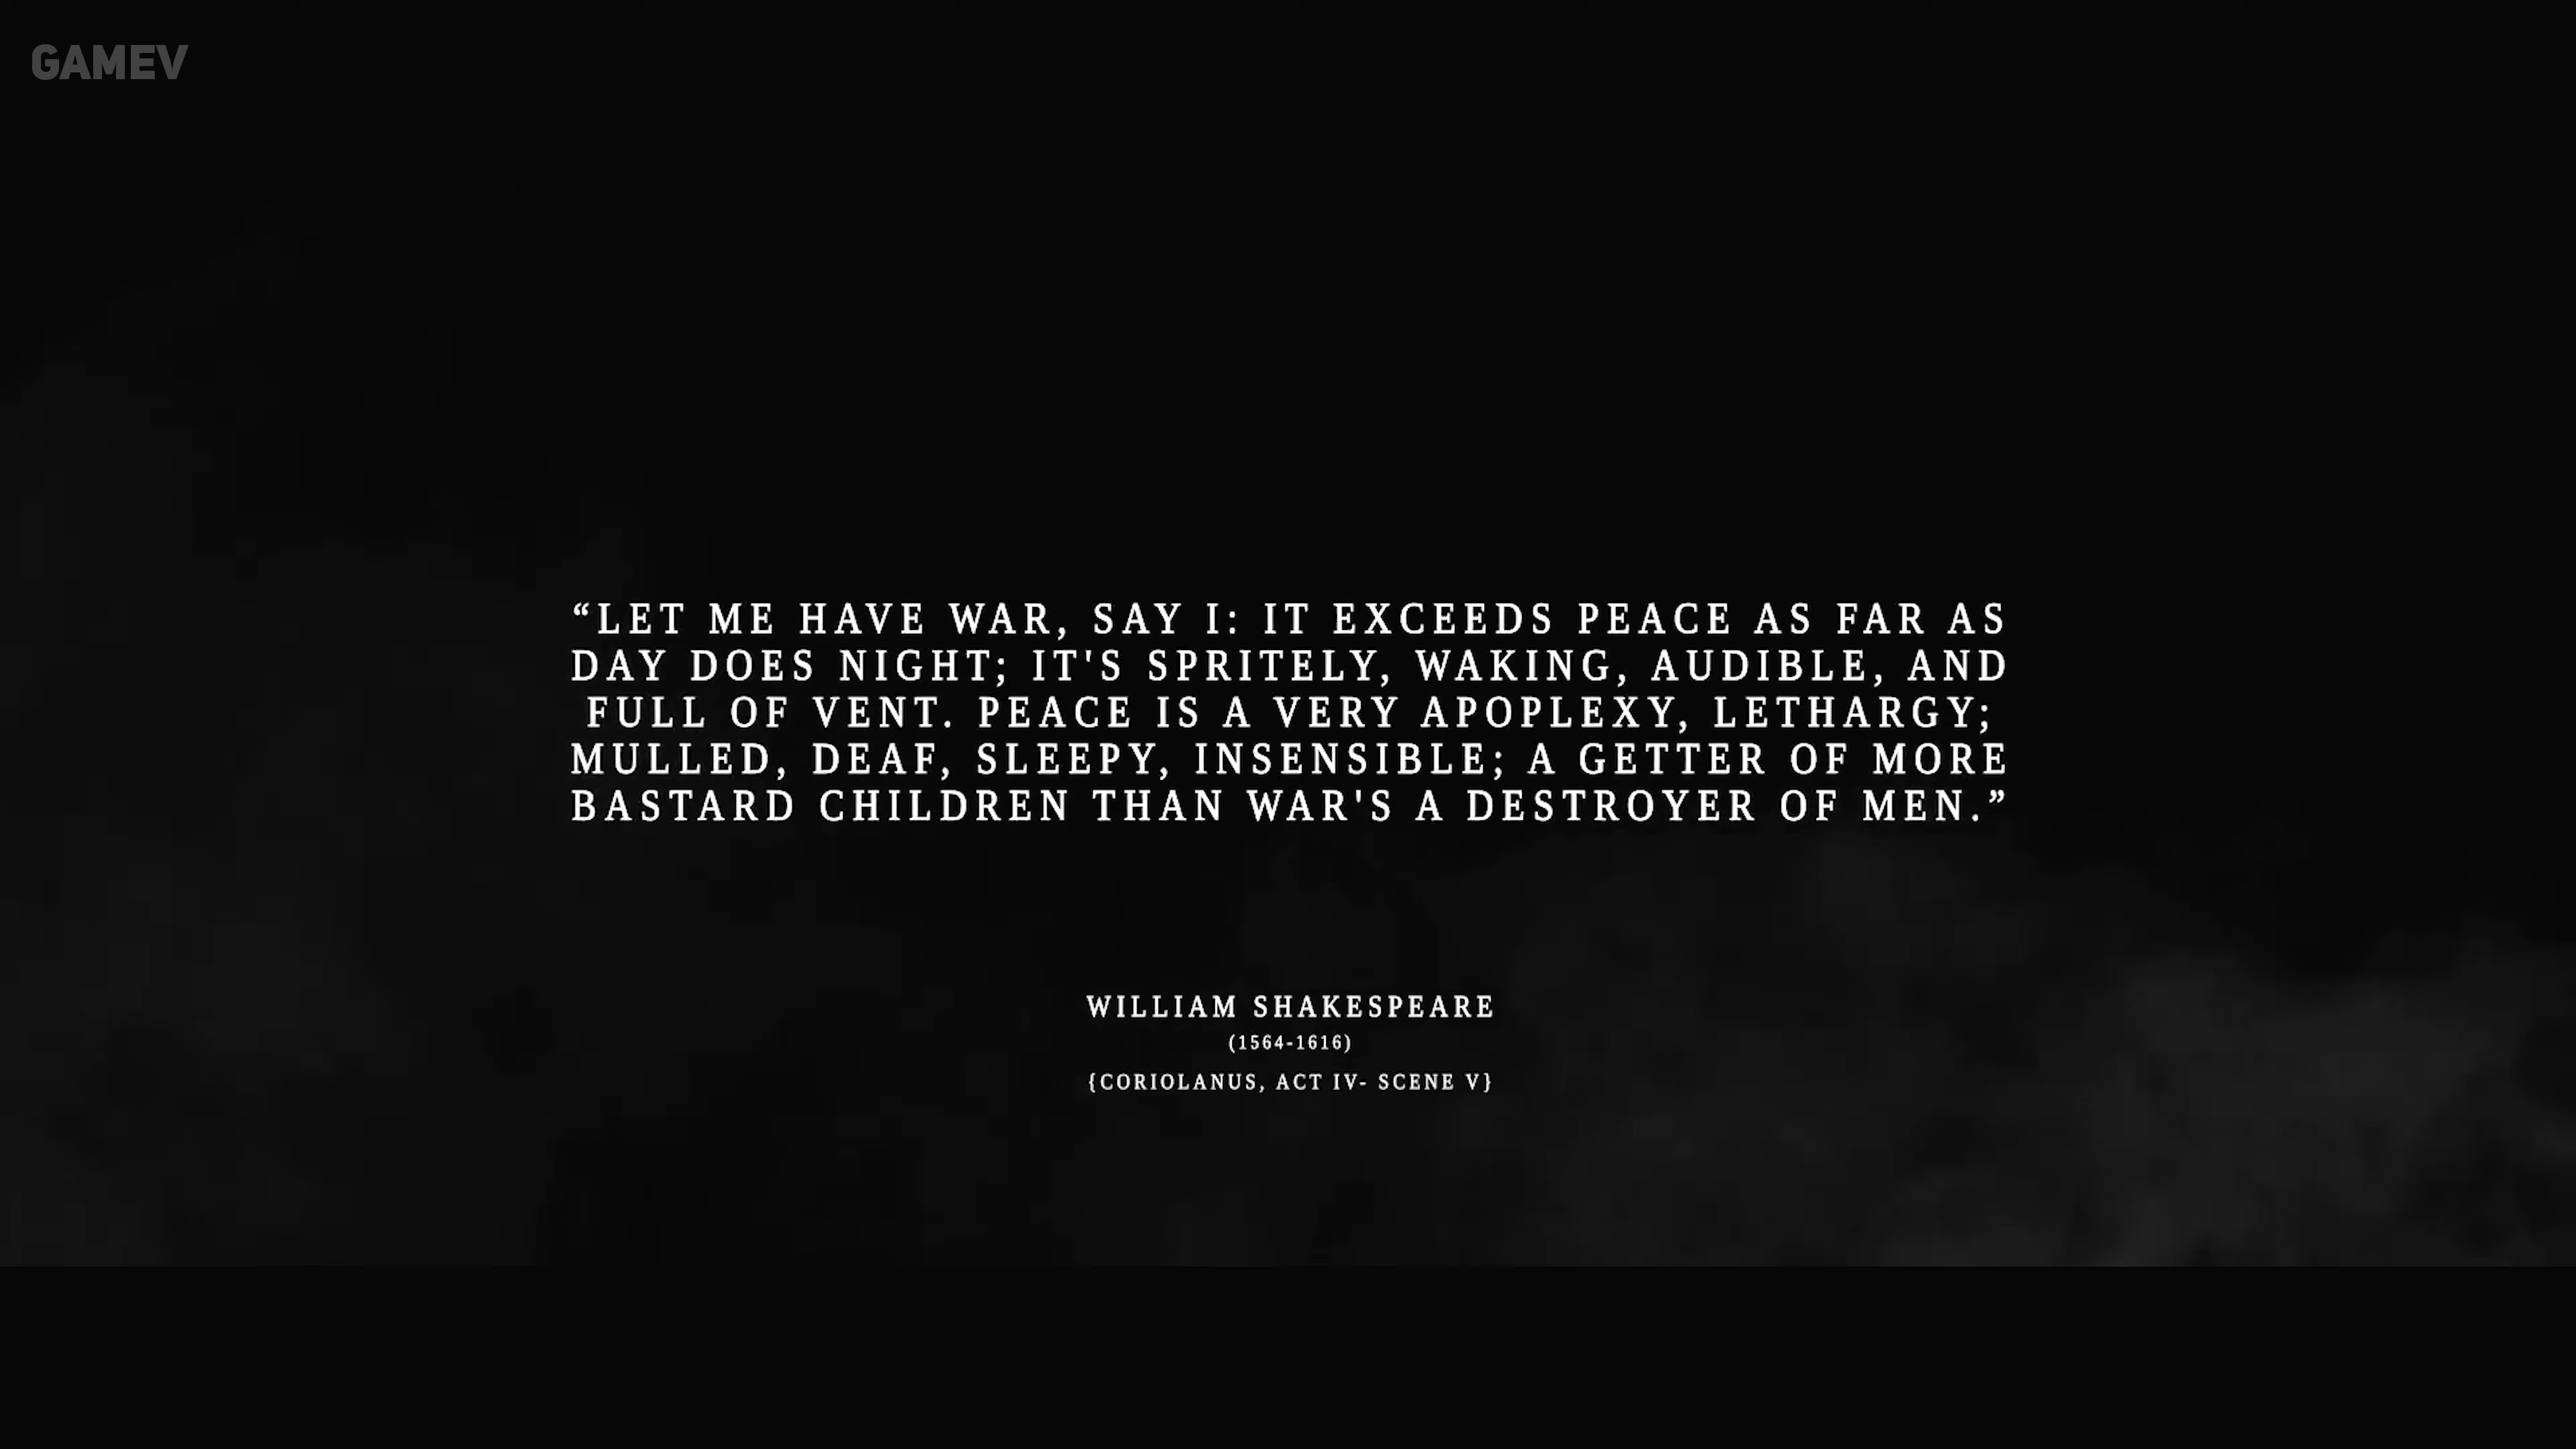 GAMEV
“LET ME HAVE WAR, SAY I: IT EXCEEDS PEACE AS FAR AS
DAY DOES NIGHT; IT'S SPRITELY, WAKING, AUDIBLE, AND
FULL OF VENT. PEACE IS A VERY APOPLEXY, LETHARGY;
MULLED, DEAF, SLEEPY, INSENSIBLE; A GETTER OF MORE
BASTARD CHILDREN THAN WAR'S A DESTROYER OF MEN.”
WILLIAM SHAKESPEARE
(1564-1616)
{CORIOLANUS, ACT IV- SCENE V}